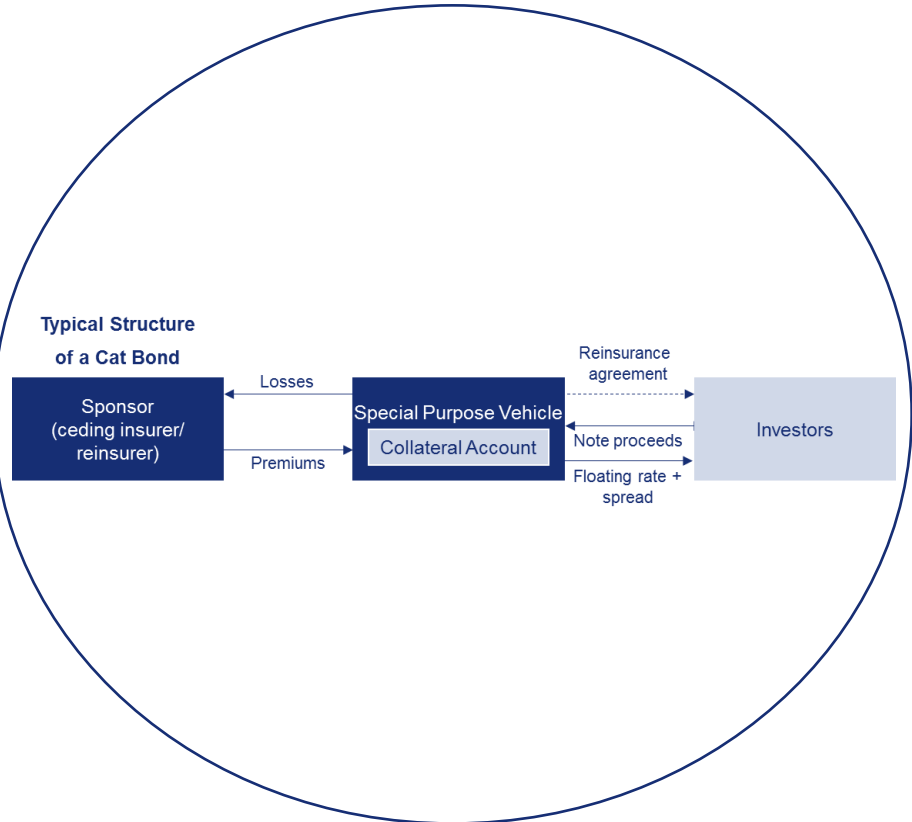 Typical Structure
of a Cat Bond
Sponsor
(ceding insurer/
reinsurer)
Losses
Premiums
Special Purpose Vehicle
Collateral Account
Reinsurance
agreement
Note proceeds
Floating rate +
spread
Investors